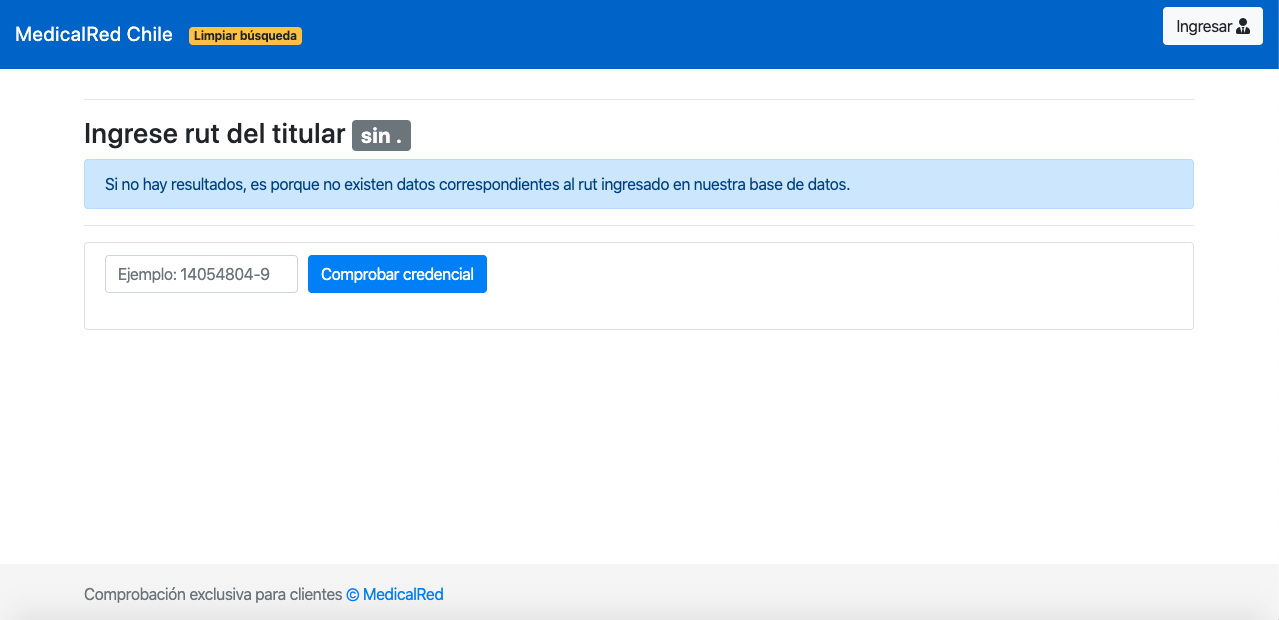 MedicalRed Chile Limpiar búsqueda
Ingresar
Ingrese rut del titular sin .
Si no hay resultados, es porque no existen datos correspondientes al rut ingresado en nuestra base de datos.
Ejemplo: 14054804-9 Comprobar credencial
Comprobación exclusiva para clientes © MedicalRed